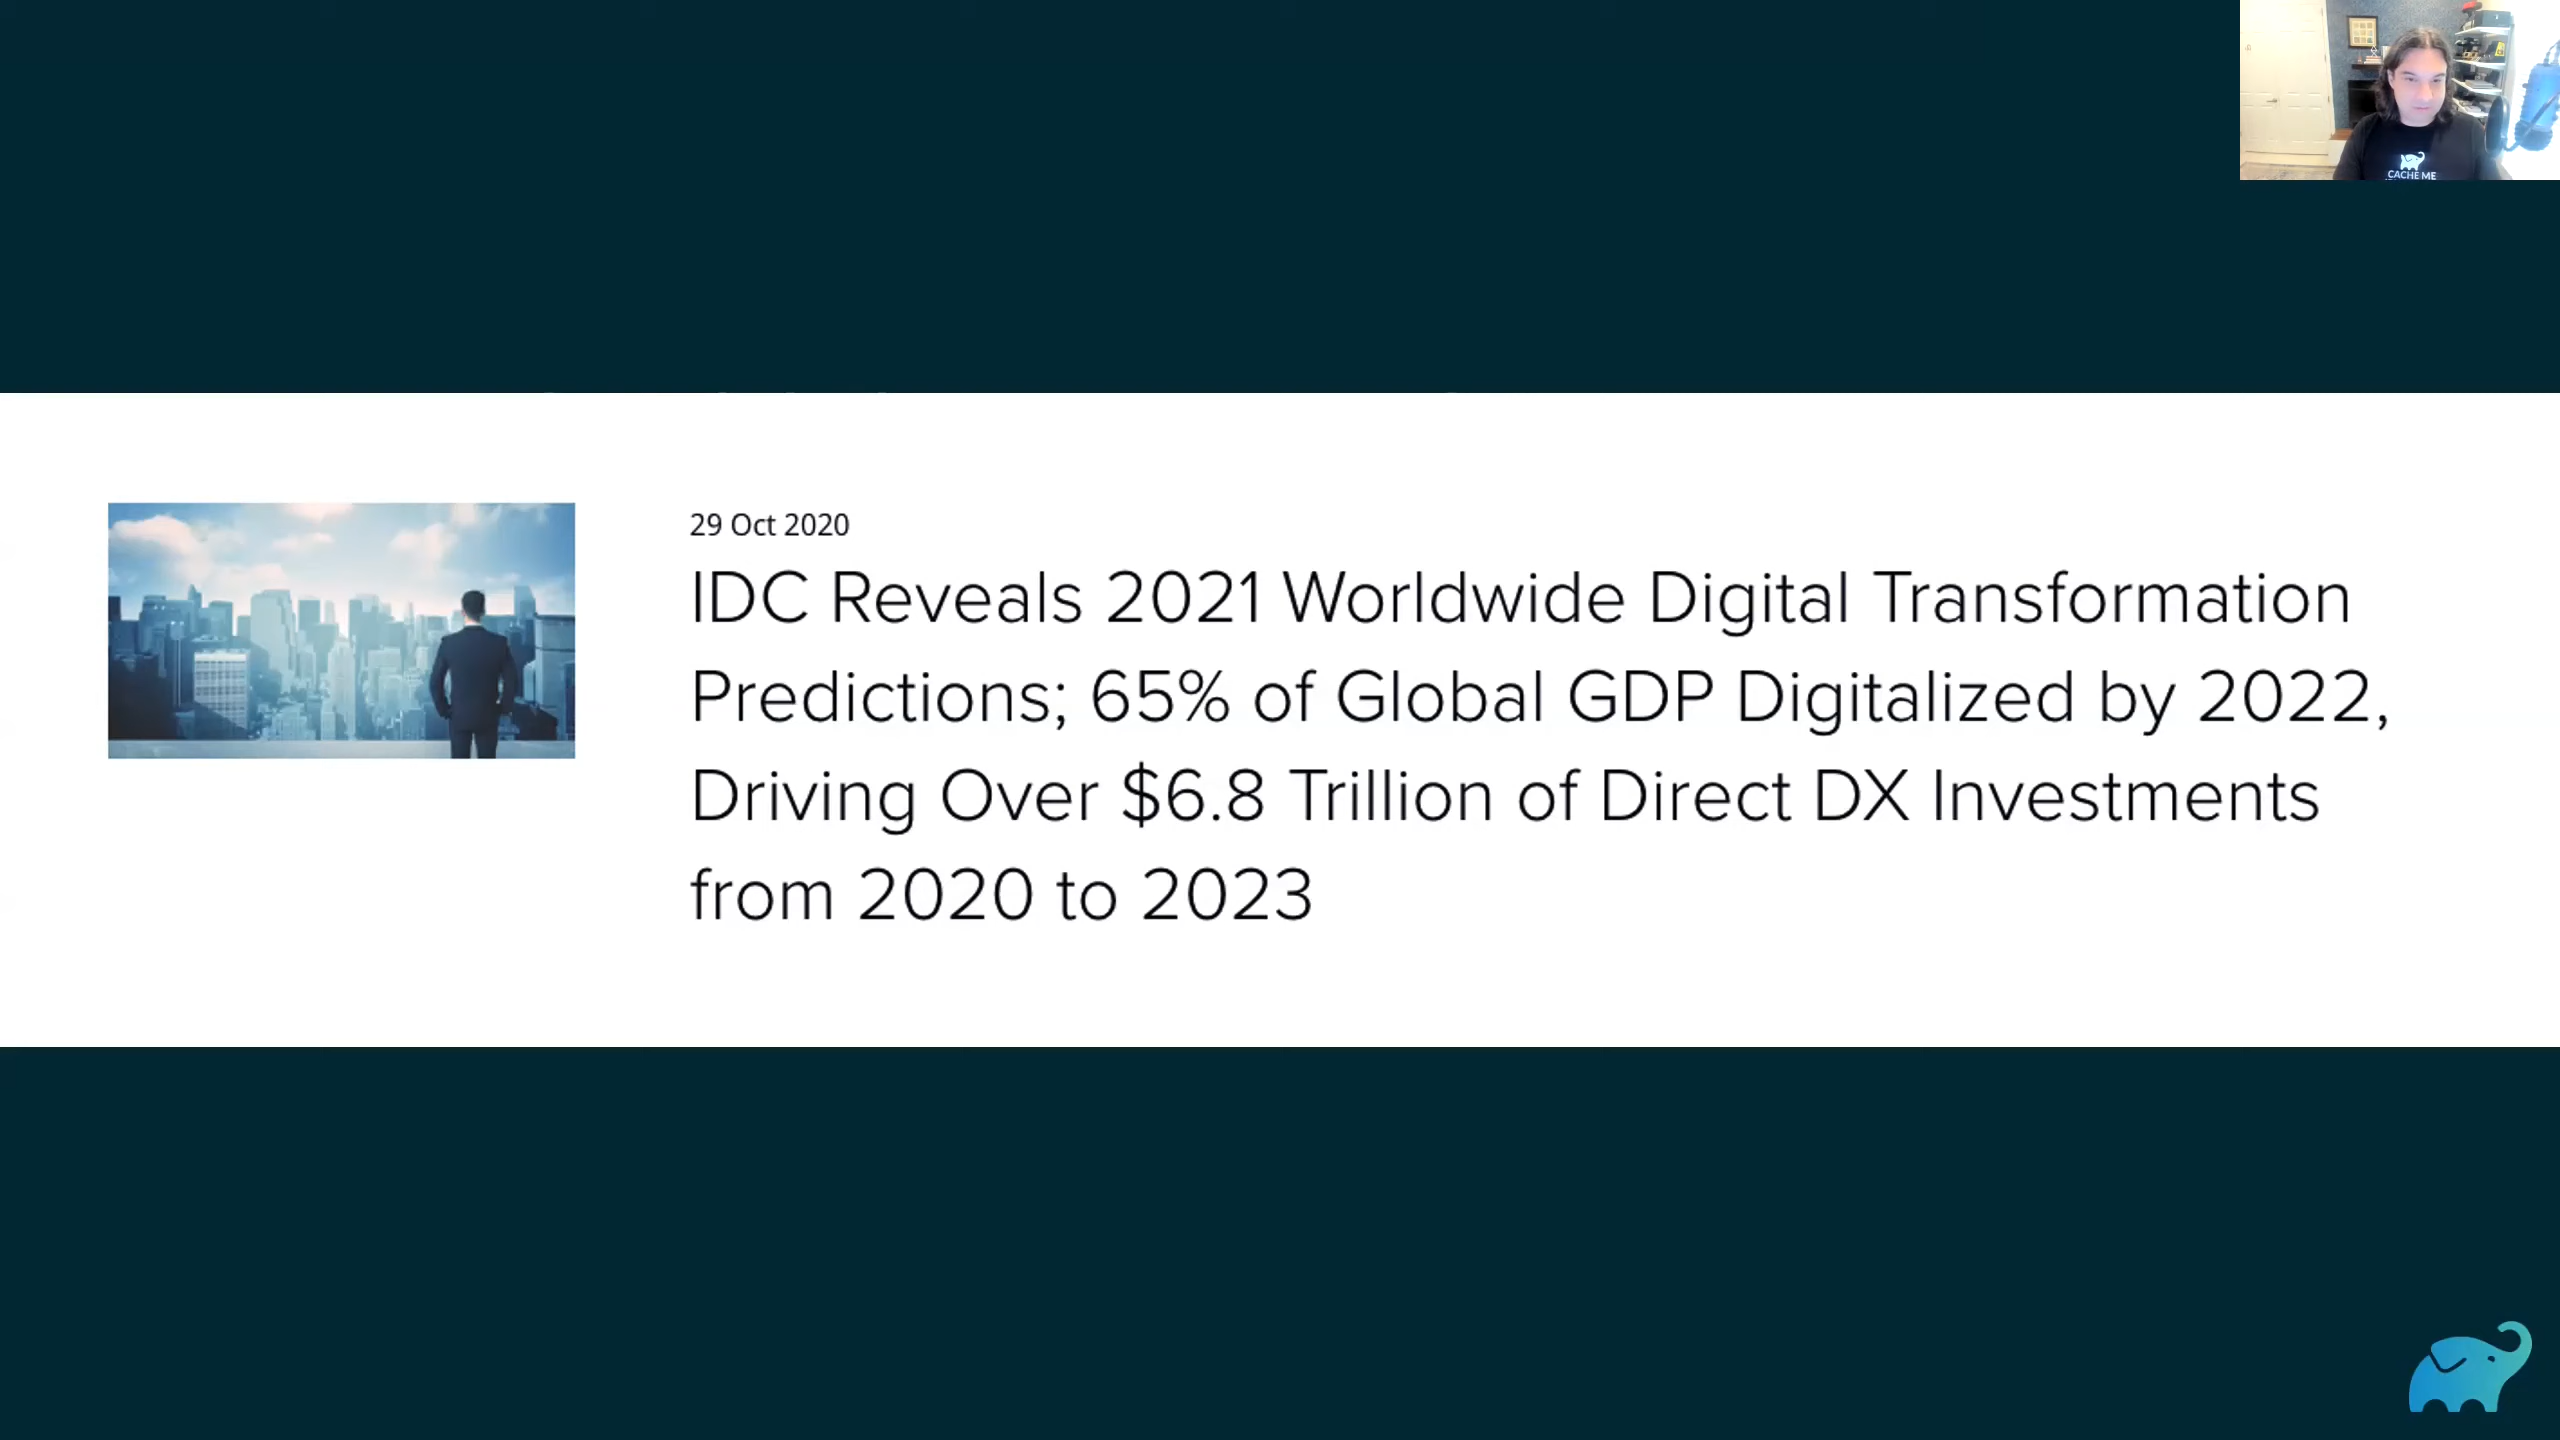 CACHE ME
29 Oct 2020
IDC Reveals 2021 Worldwide Digital Transformation
Predictions; 65% of Global GDP Digitalized by 2022,
Driving Over $6.8 Trillion of Direct DX Investments
from 2020 to 2023